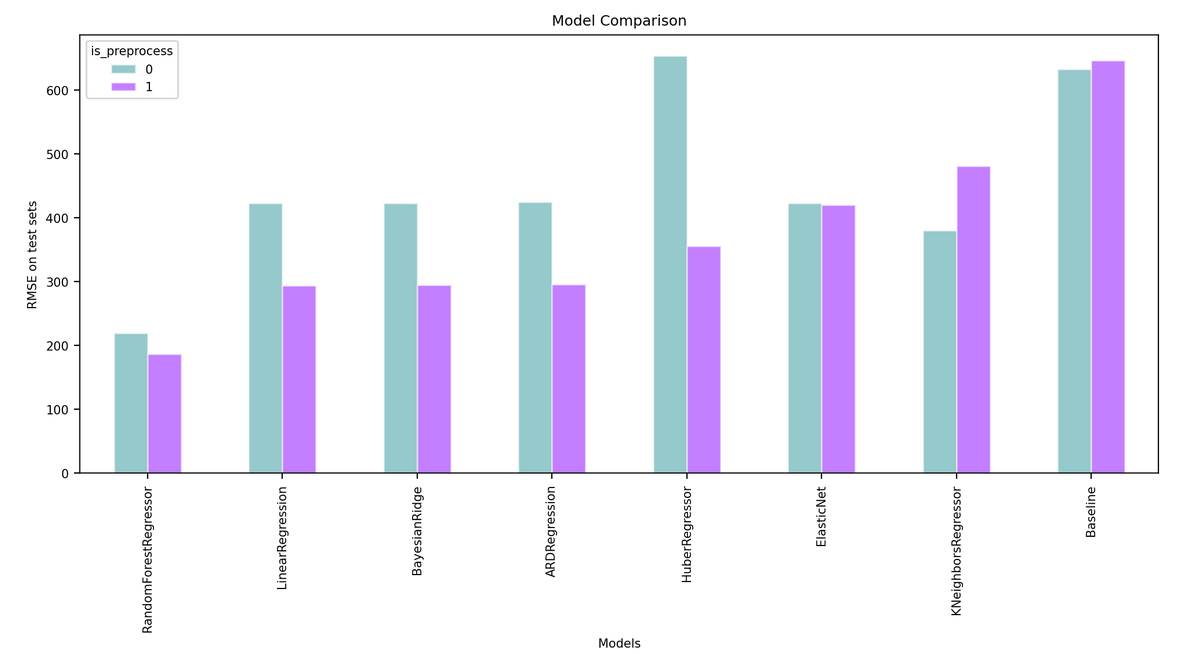 Model Comparison
is_preprocess
0
1
RMSE on test sets
600
500
400
300
200
100
0
RandomForestRegressor
LinearRegression
BayesianRidge
ARDRegression
HuberRegressor
ElasticNet
KNeighborsRegressor
Baseline
Models